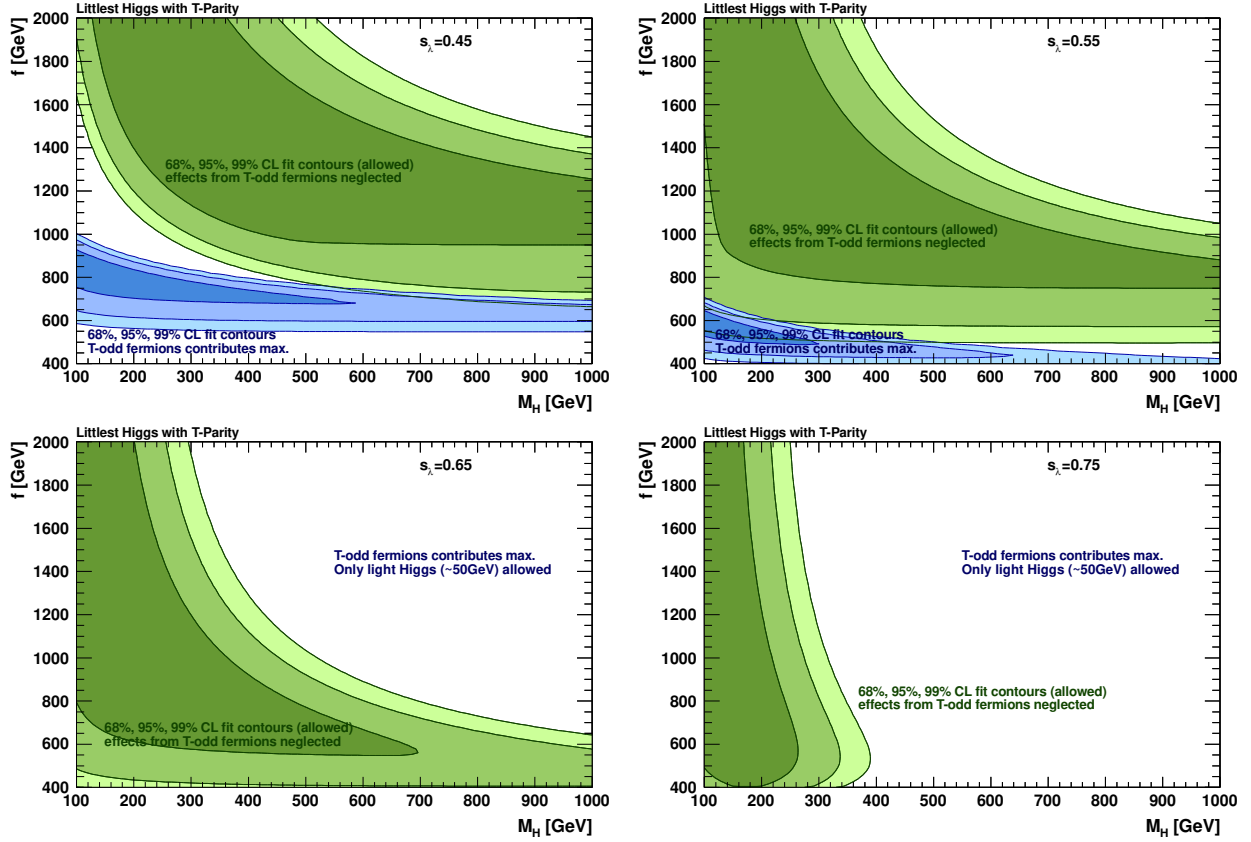 Littlest Higgs with T-Parity
f [GeV]
2000
1800
1600
1400
1200
1000
800
600
400
s_λ=0.45
68%, 95%, 99% CL fit contours (allowed)
effects from T-odd fermions neglected
68%, 95%, 99% CL fit contours
T-odd fermions contributes max.
100 200 300 400 500 600 700 800 900 1000
M_H [GeV]
Littlest Higgs with T-Parity
f [GeV]
2000
1800
1600
1400
1200
1000
800
600
400
s_λ=0.55
68%, 95%, 99% CL fit contours (allowed)
effects from T-odd fermions neglected
68%, 95%, 99% CL fit contours
T-odd fermions contributes max.
100 200 300 400 500 600 700 800 900 1000
M_H [GeV]
Littlest Higgs with T-Parity
f [GeV]
2000
1800
1600
1400
1200
1000
800
600
400
s_λ=0.65
T-odd fermions contributes max.
Only light Higgs (~50GeV) allowed
68%, 95%, 99% CL fit contours (allowed)
effects from T-odd fermions neglected
100 200 300 400 500 600 700 800 900 1000
M_H [GeV]
Littlest Higgs with T-Parity
f [GeV]
2000
1800
1600
1400
1200
1000
800
600
400
s_λ=0.75
T-odd fermions contributes max.
Only light Higgs (~50GeV) allowed
68%, 95%, 99% CL fit contours (allowed)
effects from T-odd fermions neglected
100 200 300 400 500 600 700 800 900 1000
M_H [GeV]